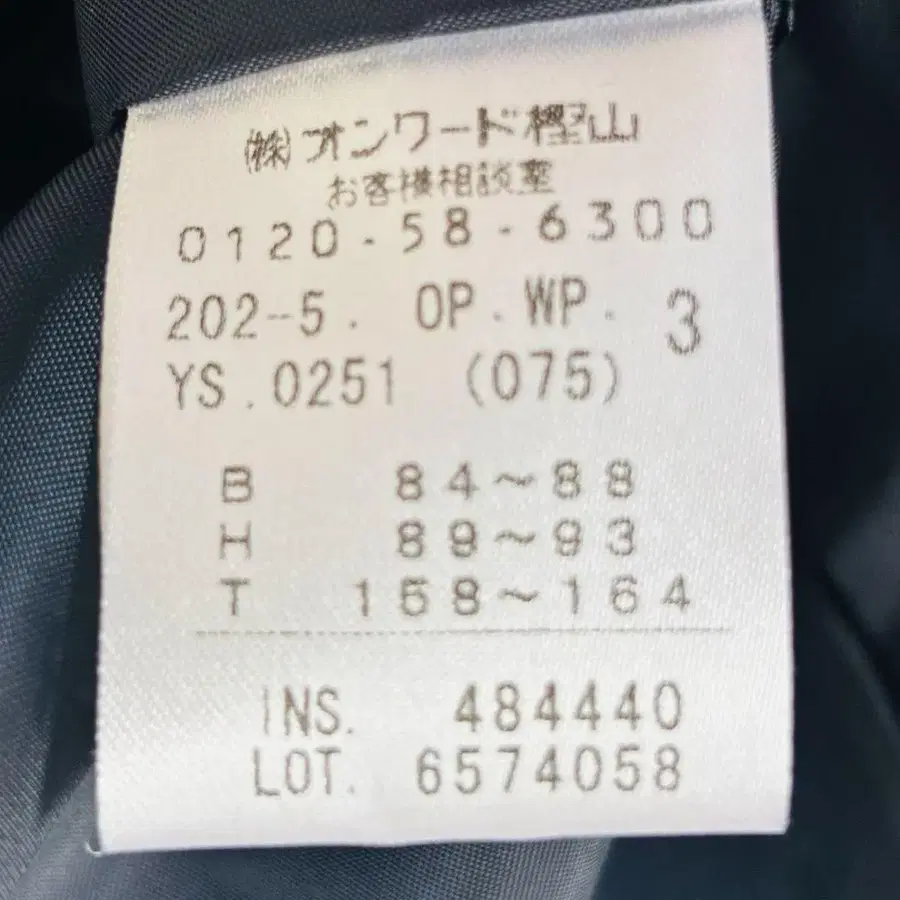 ㈱オンワード樫山
お客様相談室
0120-58-6300
202-5. OP.WP. 3
YS.0251 (075)
B 84~88
H 89~93
T 158~164
INS. 484440
LOT. 6574058